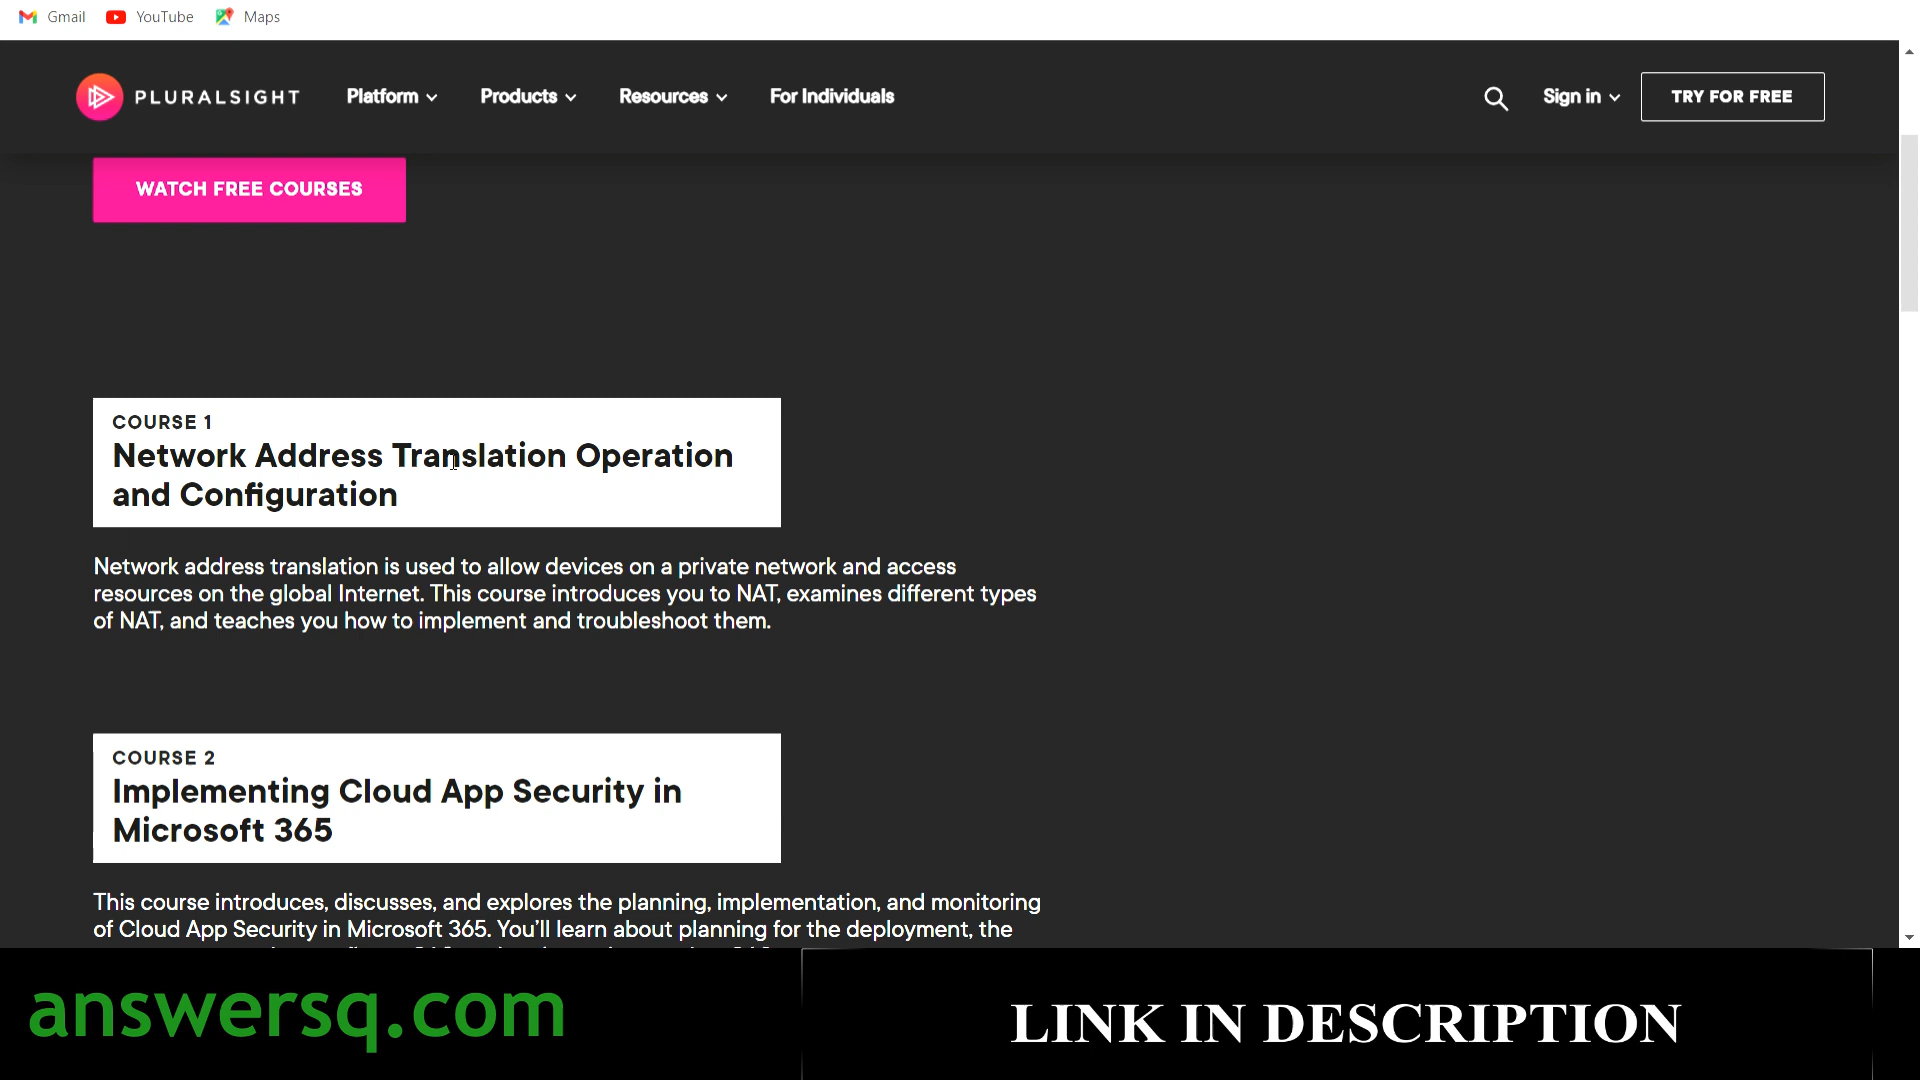 Gmail YouTube Maps
PLURALSIGHT Platform Products Resources For Individuals Sign in TRY FOR FREE
WATCH FREE COURSES
COURSE 1
Network Address Translation Operation
and Configuration
Network address translation is used to allow devices on a private network and access
resources on the global Internet. This course introduces you to NAT, examines different types
of NAT, and teaches you how to implement and troubleshoot them.
COURSE 2
Implementing Cloud App Security in
Microsoft 365
This course introduces, discusses, and explores the planning, implementation, and monitoring
of Cloud App Security in Microsoft 365. You'll learn about planning for the deployment, the
answersq.com
LINK IN DESCRIPTION